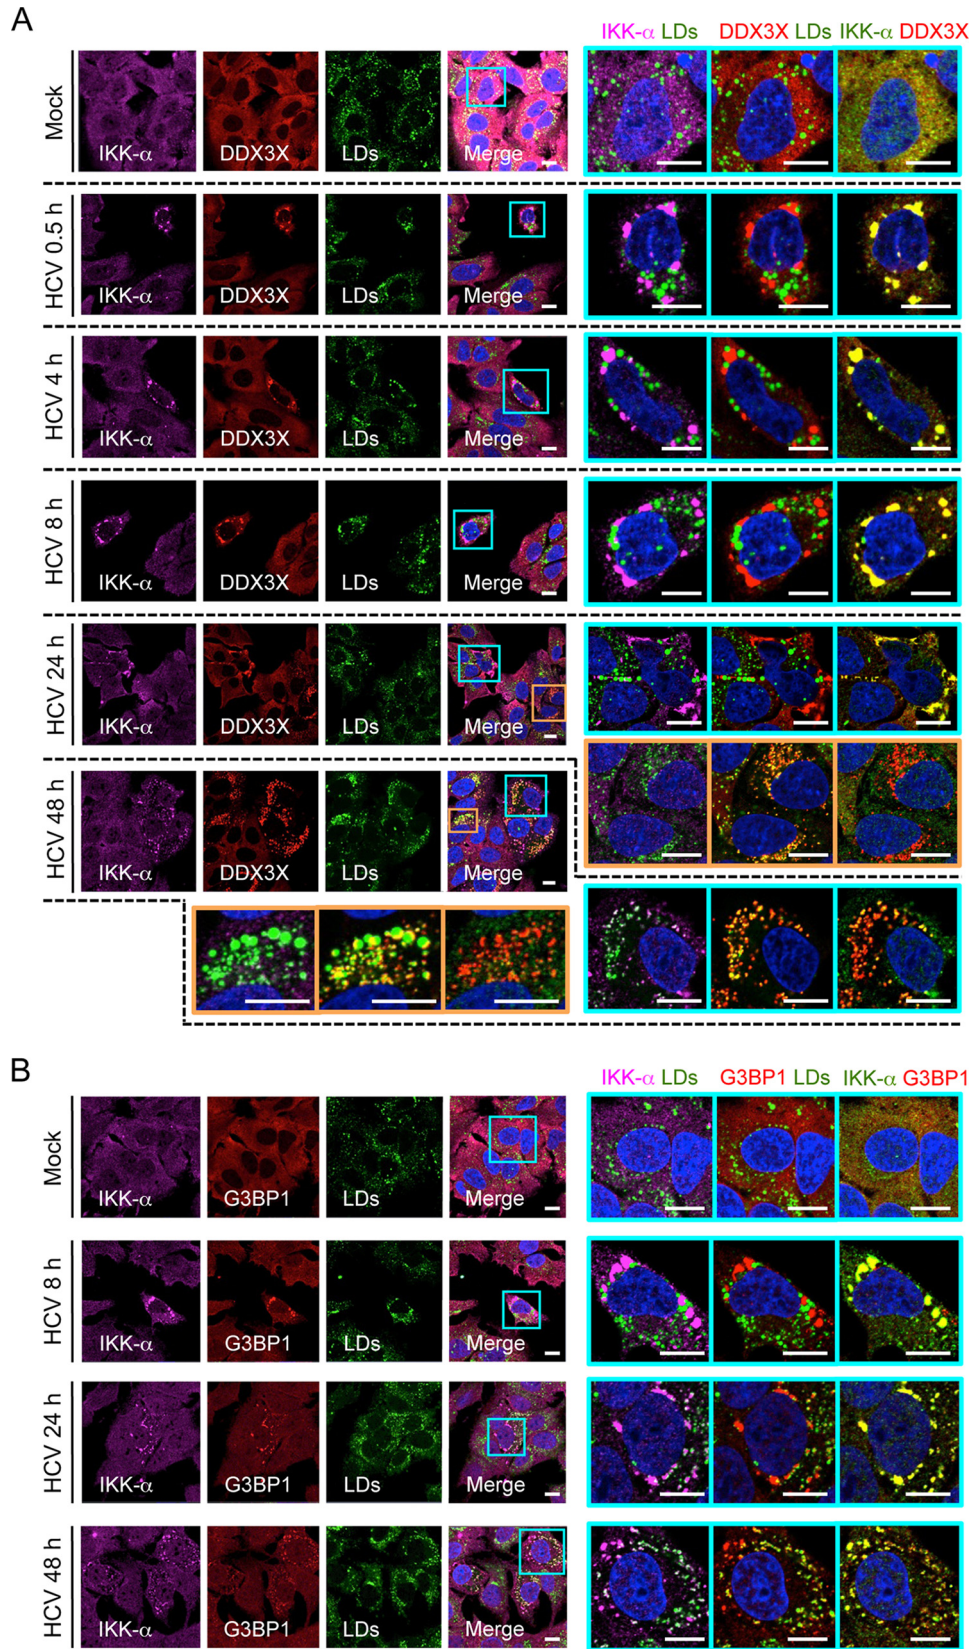 A
IKK-α LDs DDX3X LDs IKK-α DDX3X
Mock
IKK-α DDX3X LDs Merge
HCV 0.5 h
IKK-α DDX3X LDs Merge
HCV 4 h
IKK-α DDX3X LDs Merge
HCV 8 h
IKK-α DDX3X LDs Merge
HCV 24 h
IKK-α DDX3X LDs Merge
HCV 48 h
IKK-α DDX3X LDs Merge
B
IKK-α LDs G3BP1 LDs IKK-α G3BP1
Mock
IKK-α G3BP1 LDs Merge
HCV 8 h
IKK-α G3BP1 LDs Merge
HCV 24 h
IKK-α G3BP1 LDs Merge
HCV 48 h
IKK-α G3BP1 LDs Merge